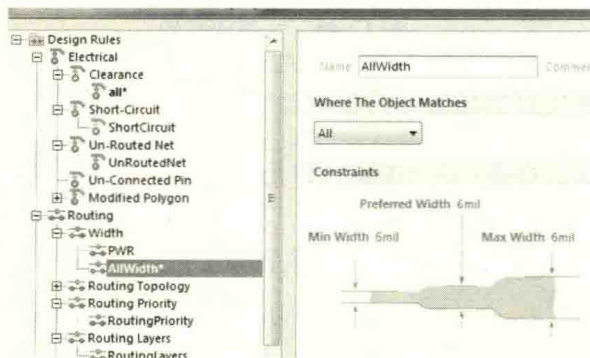 Design Rules
Electrical
Clearance
all*
Short-Circuit
ShortCircuit
Un-Routed Net
UnRoutedNet
Un-Connected Pin
Modified Polygon
Routing
Width
PWR
AllWidth*
Routing Topology
Routing Priority
RoutingPriority
Routing Layers
RoutingLayers
Name AllWidth Commen
Where The Object Matches
All
Constraints
Preferred Width 6mil
Min Width 6mil Max Width 6mil